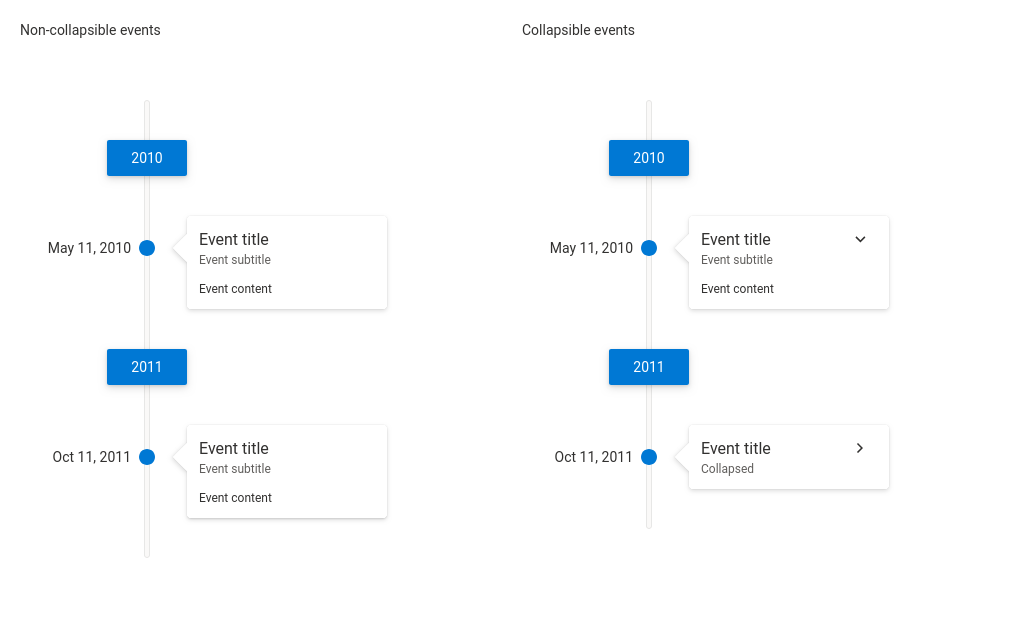 Non-collapsible events
2010
May 11, 2010
Event title
Event subtitle
Event content
2011
Oct 11, 2011
Event title
Event subtitle
Event content
Collapsible events
2010
May 11, 2010
Event title
Event subtitle
Event content
2011
Oct 11, 2011
Event title
Collapsed